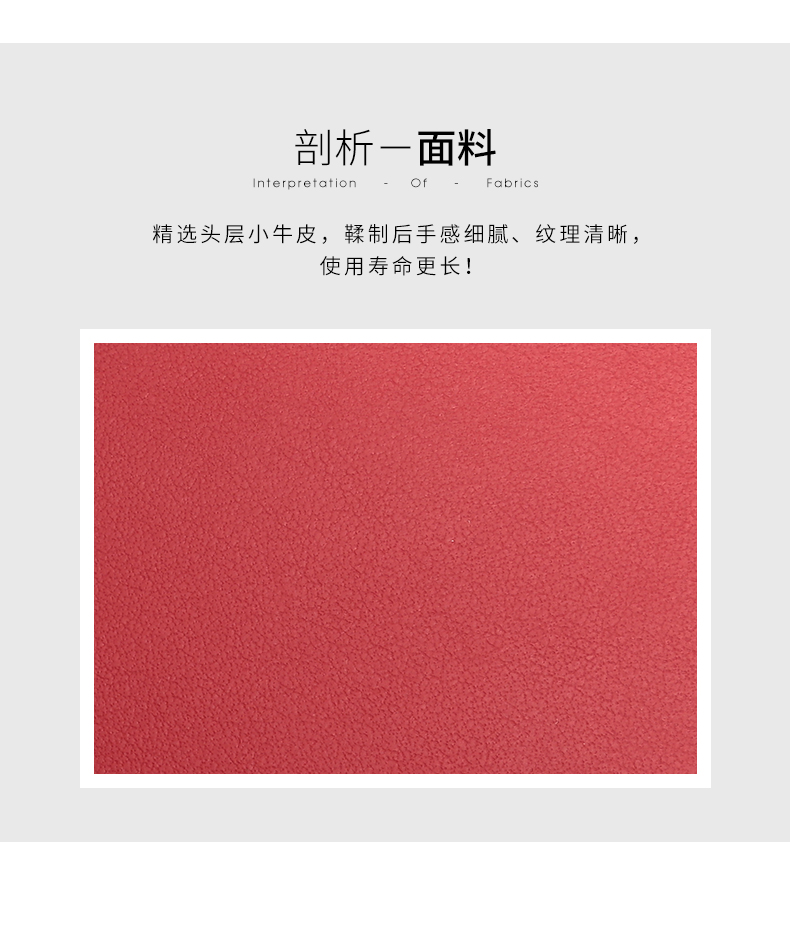 剖析一面料
Interpretation - Of - Fabrics
精选头层小牛皮，鞣制后手感细腻、纹理清晰，
使用寿命更长！